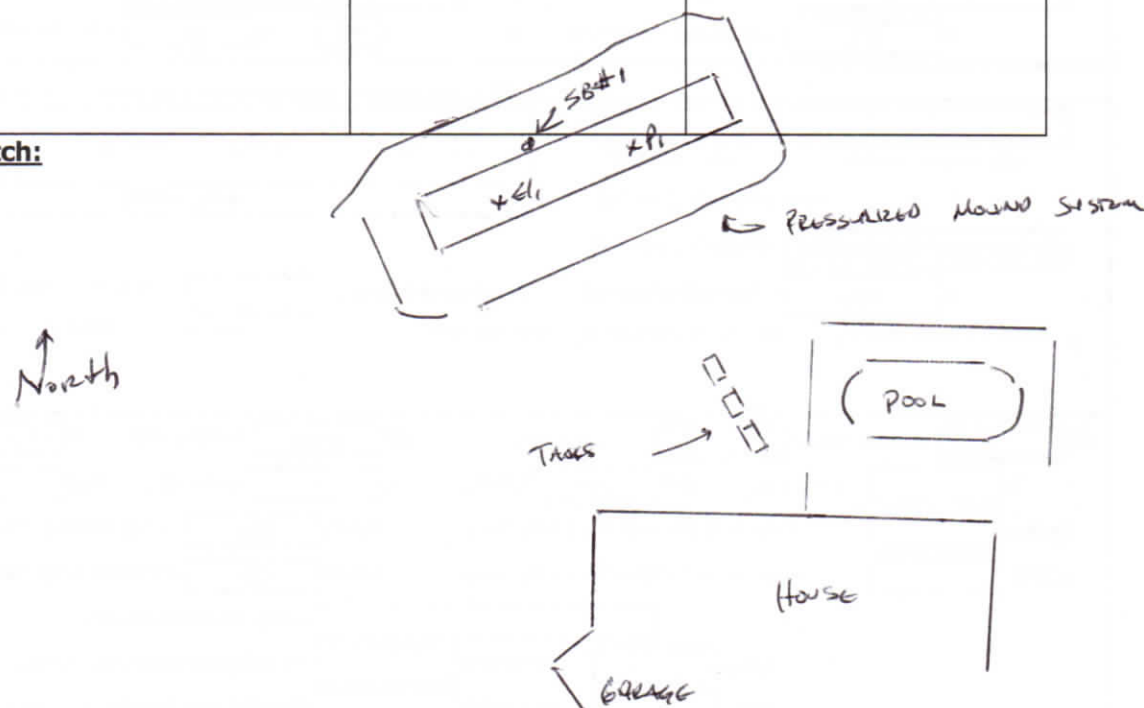 SB#1
tch:
xP1
xEl1
PRESSURIZED MOUND SYSTEM
North
POOL
TANKS
HOUSE
GARAGE